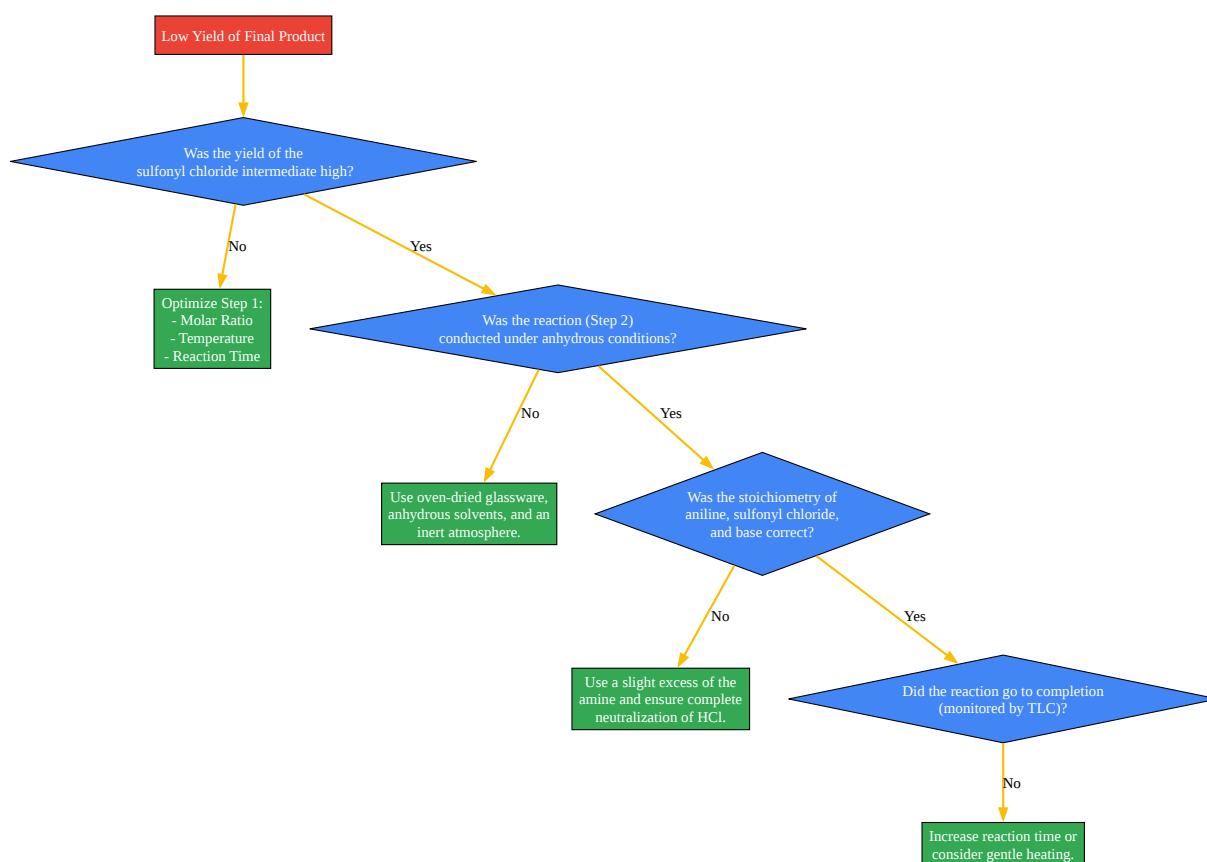 Low Yield of Final Product
Was the yield of the
sulfonyl chloride intermediate high?
No
Yes
Optimize Step 1:
- Molar Ratio
- Temperature
- Reaction Time
Was the reaction (Step 2)
conducted under anhydrous conditions?
No
Yes
Use oven-dried glassware,
anhydrous solvents, and an
inert atmosphere.
Was the stoichiometry of
aniline, sulfonyl chloride,
and base correct?
No
Yes
Use a slight excess of the
amine and ensure complete
neutralization of HCl.
Did the reaction go to completion
(monitored by TLC)?
No
Increase reaction time or
consider gentle heating.